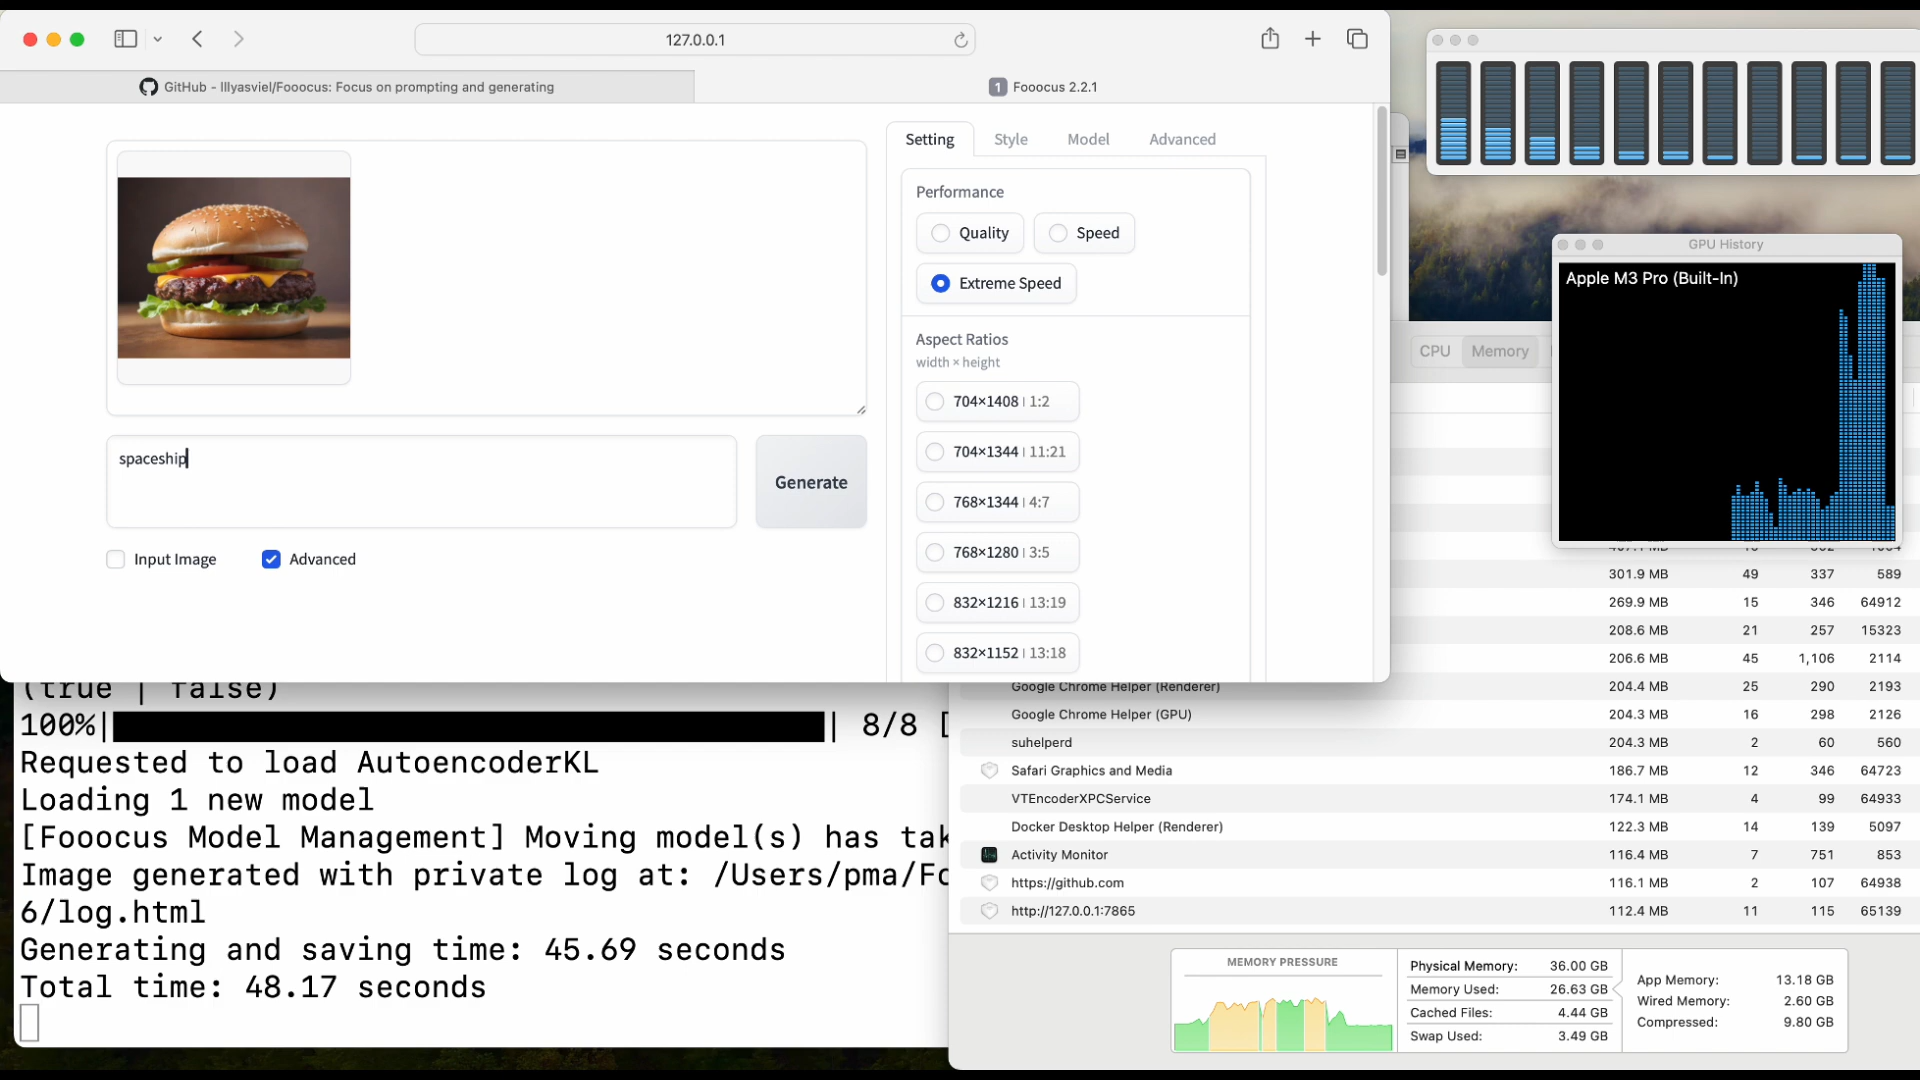 127.0.0.1
GitHub - lllyasviel/Fooocus: Focus on prompting and generating
1 Fooocus 2.2.1
Setting Style Model Advanced
Performance
Quality Speed
Extreme Speed
Aspect Ratios
width × height
704×1408 | 1:2
704×1344 | 11:21
768×1344 | 4:7
768×1280 | 3:5
832×1216 | 13:19
832×1152 | 13:18
spaceship
Generate
Input Image Advanced
GPU History
Apple M3 Pro (Built-In)
CPU Memory
301.9 MB 49 337 589
269.9 MB 15 346 64912
208.6 MB 21 257 15323
206.6 MB 45 1,106 2114
Google Chrome Helper (Renderer) 204.4 MB 25 290 2193
Google Chrome Helper (GPU) 204.3 MB 16 298 2126
suhelperd 204.3 MB 2 60 560
Safari Graphics and Media 186.7 MB 12 346 64723
VTEncoderXPCService 174.1 MB 4 99 64933
Docker Desktop Helper (Renderer) 122.3 MB 14 139 5097
Activity Monitor 116.4 MB 7 751 853
https://github.com 116.1 MB 2 107 64938
http://127.0.0.1:7865 112.4 MB 11 115 65139
(true | false)
100%| | 8/8 [
Requested to load AutoencoderKL
Loading 1 new model
[Fooocus Model Management] Moving model(s) has tak
Image generated with private log at: /Users/pma/Fo
6/log.html
Generating and saving time: 45.69 seconds
Total time: 48.17 seconds
MEMORY PRESSURE
Physical Memory: 36.00 GB
Memory Used: 26.63 GB
Cached Files: 4.44 GB
Swap Used: 3.49 GB
App Memory: 13.18 GB
Wired Memory: 2.60 GB
Compressed: 9.80 GB